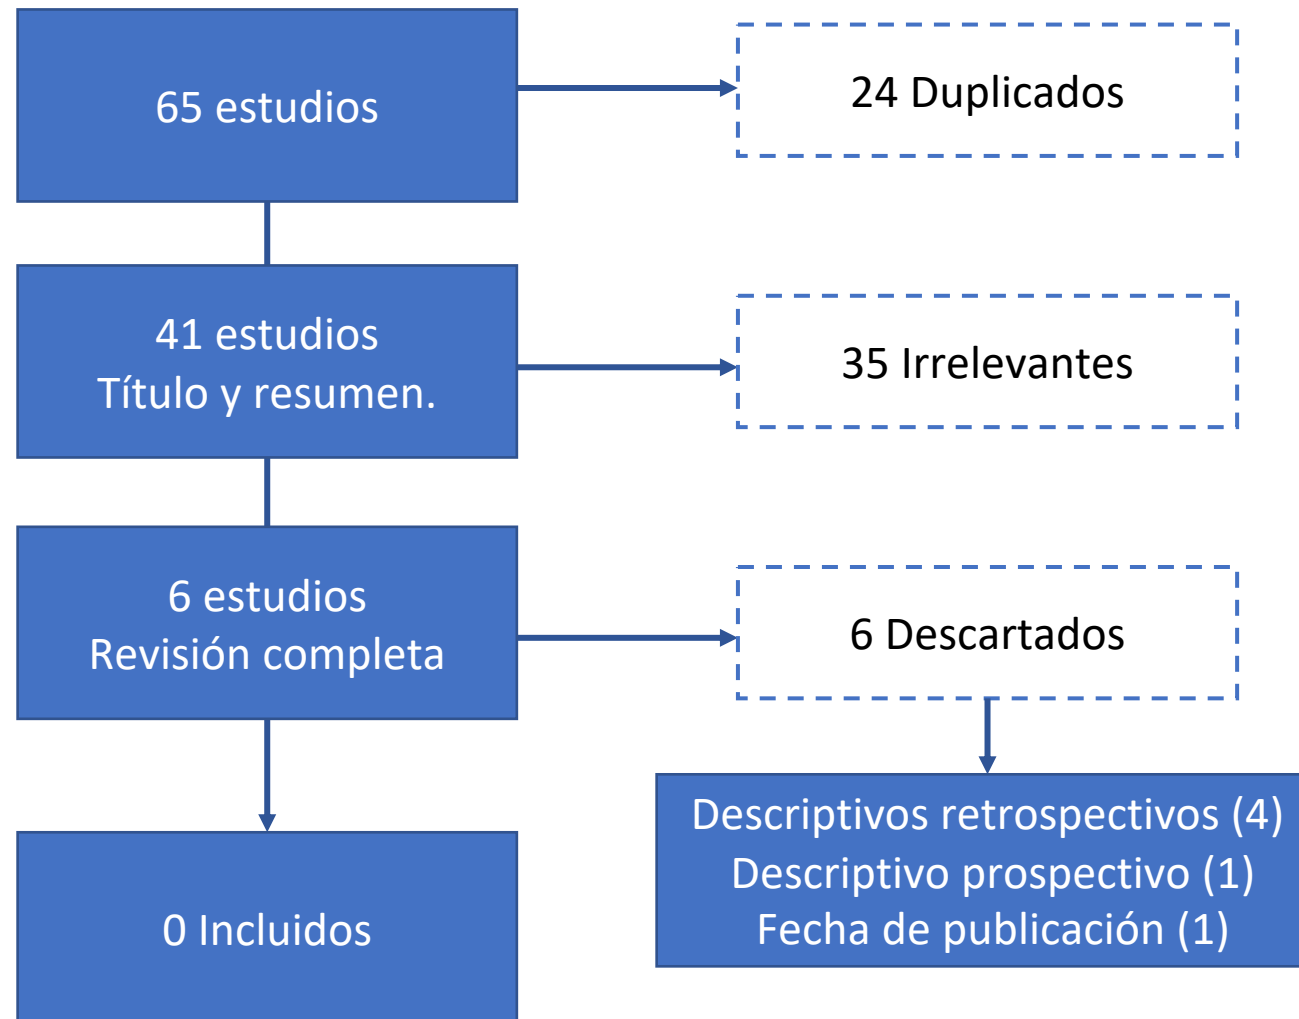 65 estudios
24 Duplicados
41 estudios
Título y resumen.
35 Irrelevantes
6 estudios
Revisión completa
6 Descartados
Descriptivos retrospectivos (4)
Descriptivo prospectivo (1)
Fecha de publicación (1)
0 Incluidos